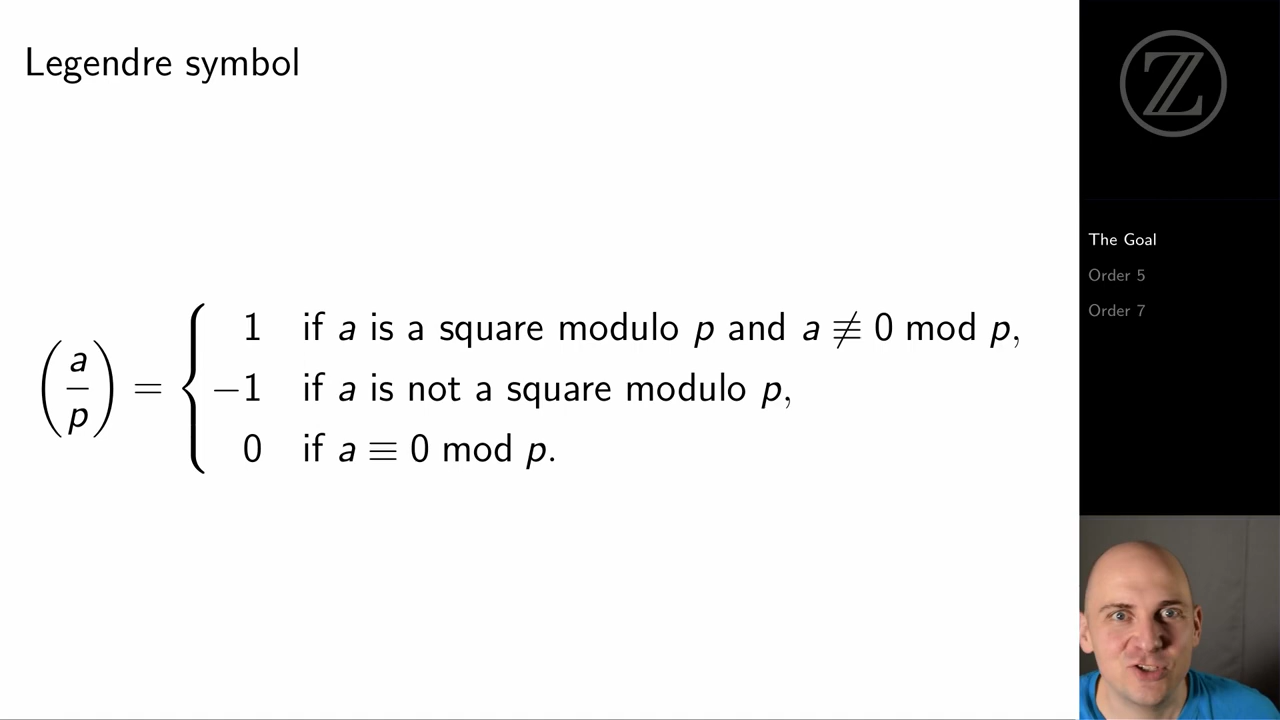 Legendre symbol
(a/p) = { 1 if a is a square modulo p and a ≢ 0 mod p,
−1 if a is not a square modulo p,
0 if a ≡ 0 mod p.
ℤ
The Goal
Order 5
Order 7